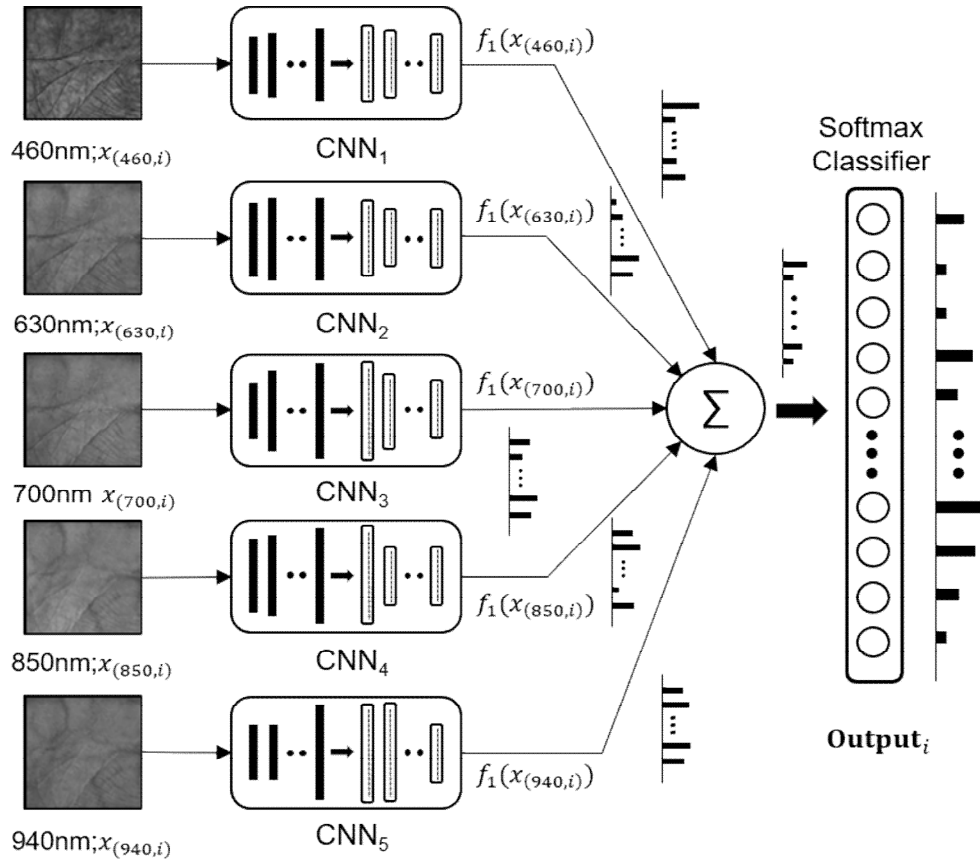 460nm;x(460,i)
CNN1
f1(x(460,i))
630nm;x(630,i)
CNN2
f1(x(630,i))
700nm x(700,i)
CNN3
f1(x(700,i))
850nm;x(850,i)
CNN4
f1(x(850,i))
940nm;x(940,i)
CNN5
f1(x(940,i))
Σ
Softmax
Classifier
Outputi